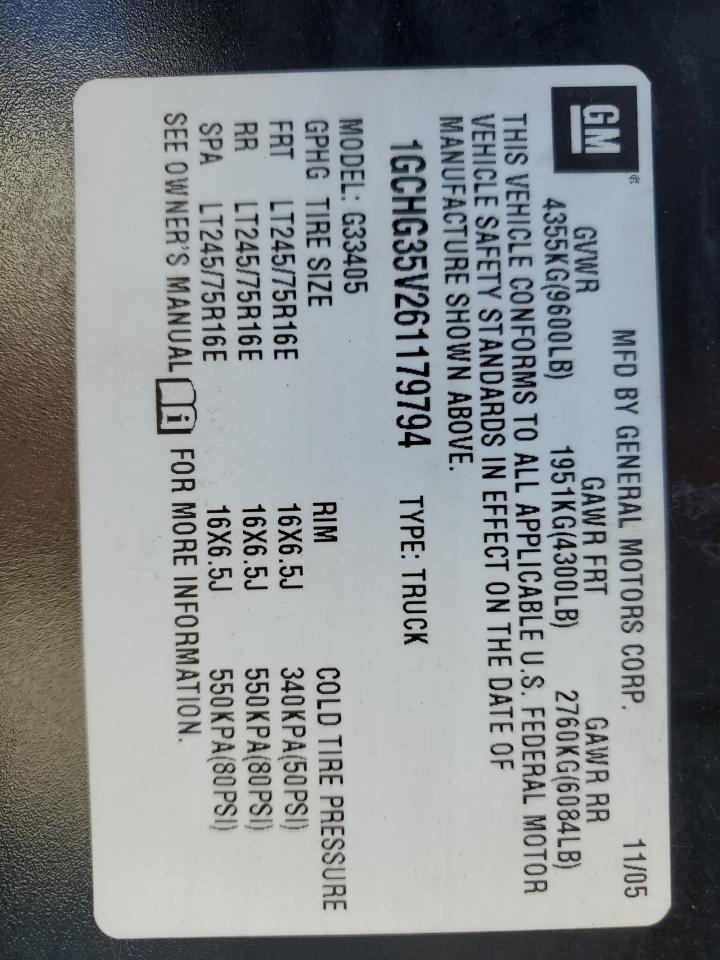 GM®
MFD BY GENERAL MOTORS CORP. 11/05
GVWR GAWR FRT GAWR RR
4355KG(9600LB) 1951KG(4300LB) 2760KG(6084LB)
THIS VEHICLE CONFORMS TO ALL APPLICABLE U.S. FEDERAL MOTOR
VEHICLE SAFETY STANDARDS IN EFFECT ON THE DATE OF
MANUFACTURE SHOWN ABOVE.
1GCHG35V261179794 TYPE: TRUCK
MODEL: G33405
GPHG TIRE SIZE RIM COLD TIRE PRESSURE
FRT LT245/75R16E 16X6.5J 340KPA(50PSI)
RR LT245/75R16E 16X6.5J 550KPA(80PSI)
SPA LT245/75R16E 16X6.5J 550KPA(80PSI)
SEE OWNER'S MANUAL i FOR MORE INFORMATION.